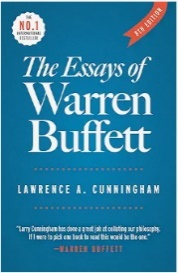 THE
NO.1
INTERNATIONAL
BESTSELLER
NEW EDITION
The Essays of
Warren
Buffett
LAWRENCE A. CUNNINGHAM
"Larry Cunningham has done a great job of collating our philosophy.
If I were to pick one book to read this would be the one."
—WARREN BUFFETT